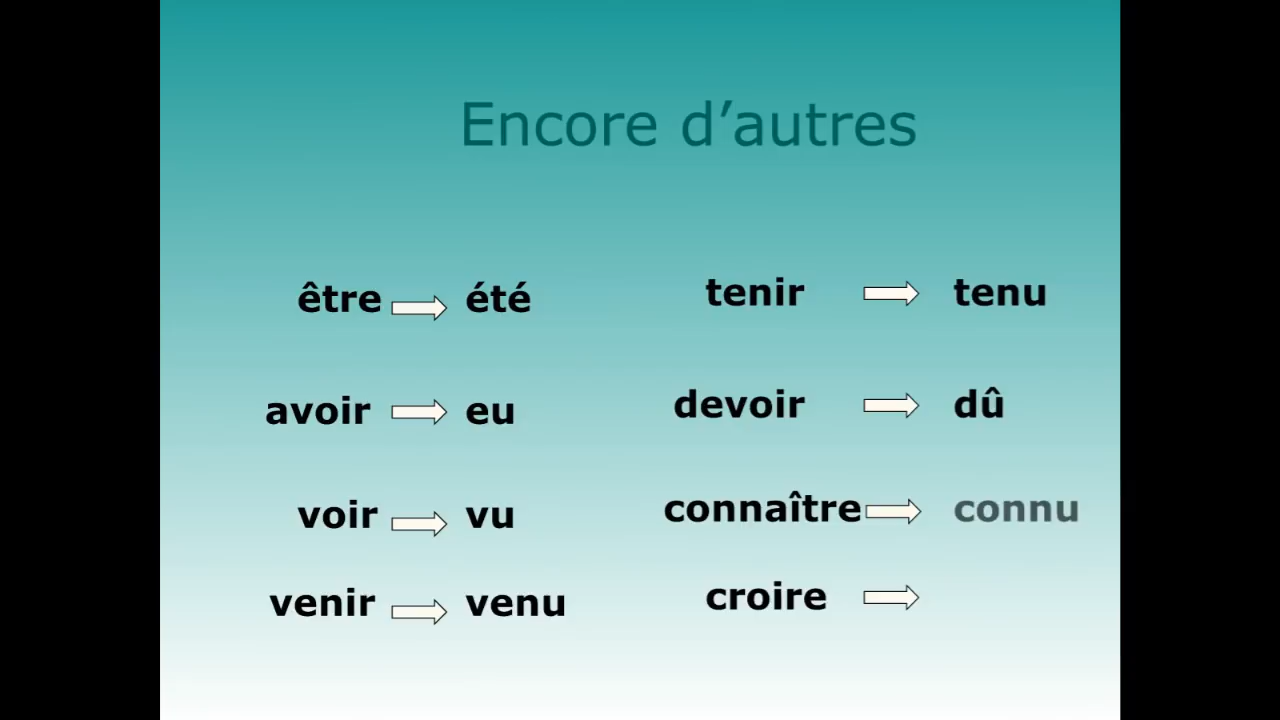 Encore d’autres
être été
avoir eu
voir vu
venir venu
tenir tenu
devoir dû
connaître connu
croire